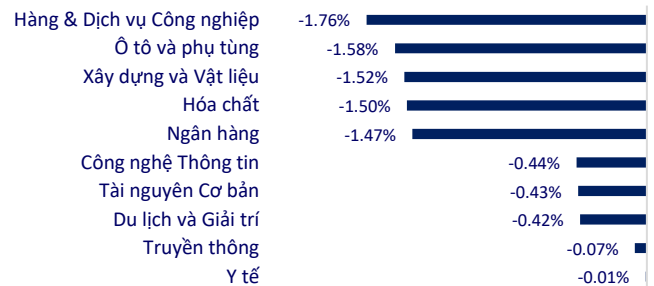 Hàng & Dịch vụ Công nghiệp -1.76%
Ô tô và phụ tùng -1.58%
Xây dựng và Vật liệu -1.52%
Hóa chất -1.50%
Ngân hàng -1.47%
Công nghệ Thông tin -0.44%
Tài nguyên Cơ bản -0.43%
Du lịch và Giải trí -0.42%
Truyền thông -0.07%
Y tế -0.01%